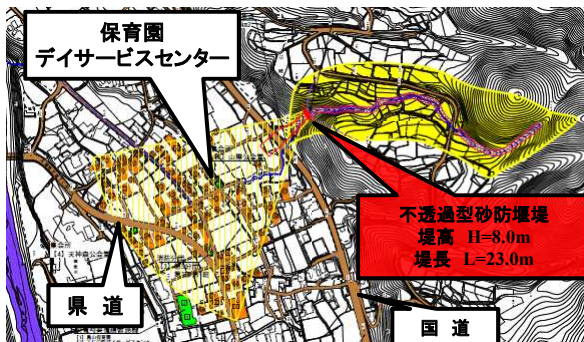 保育園
デイサービスセンター
不透過型砂防堰堤
堤高 H=8.0m
堤長 L=23.0m
県 道
国 道